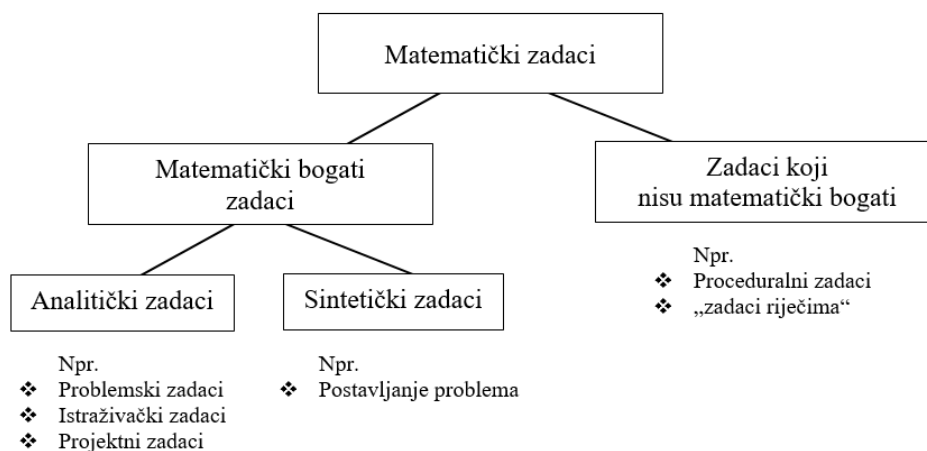 Matematički zadaci
Matematički bogati
zadaci
Zadaci koji
nisu matematički bogati
Analitički zadaci
Sintetički zadaci
Npr.
❖ Proceduralni zadaci
❖ „zadaci riječima“
Npr.
❖ Problemski zadaci
❖ Istraživački zadaci
❖ Projektni zadaci
Npr.
❖ Postavljanje problema